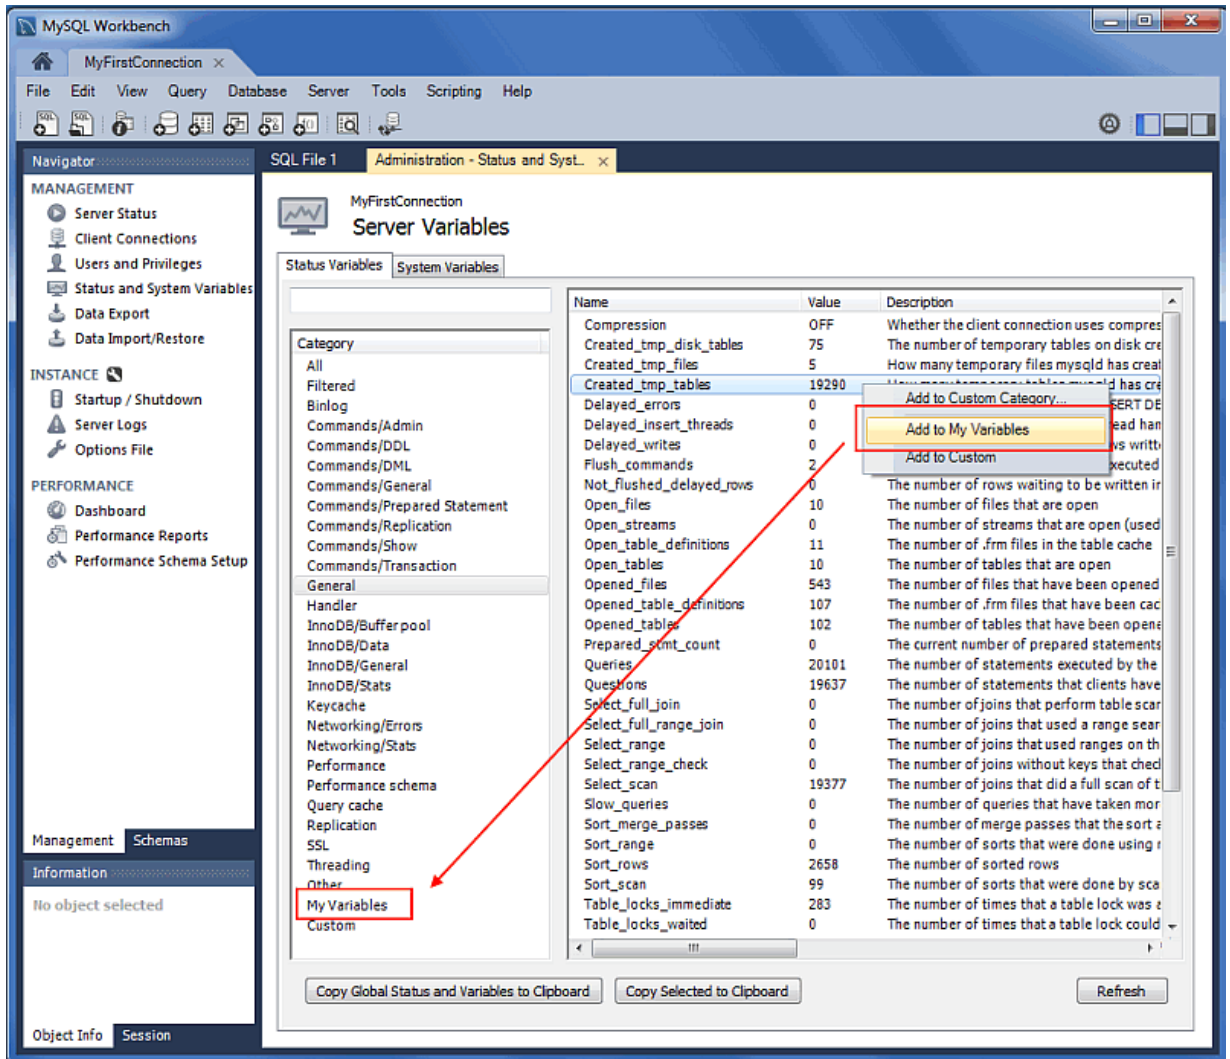 MySQL Workbench
MyFirstConnection
File Edit View Query Database Server Tools Scripting Help
Navigator
MANAGEMENT
Server Status
Client Connections
Users and Privileges
Status and System Variables
Data Export
Data Import/Restore
INSTANCE
Startup / Shutdown
Server Logs
Options File
PERFORMANCE
Dashboard
Performance Reports
Performance Schema Setup
Management Schemas
Information
No object selected
Object Info Session
SQL File 1 Administration - Status and Syst...
MyFirstConnection
Server Variables
Status Variables System Variables
Category
All
Filtered
Binlog
Commands/Admin
Commands/DDL
Commands/DML
Commands/General
Commands/Prepared Statement
Commands/Replication
Commands/Show
Commands/Transaction
General
Handler
InnoDB/Buffer pool
InnoDB/Data
InnoDB/General
InnoDB/Stats
Keycache
Networking/Errors
Networking/Stats
Performance
Performance schema
Query cache
Replication
SSL
Threading
Other
My Variables
Custom
Name Value Description
Compression OFF Whether the client connection uses compres
Created_tmp_disk_tables 75 The number of temporary tables on disk cre
Created_tmp_files 5 How many temporary files mysqld has creat
Created_tmp_tables 19290 How many temporary tables mysqld has cre
Delayed_errors 0 SERT DE
Delayed_insert_threads 0 ead han
Delayed_writes 0 ws writt
Flush_commands 2 xecuted
Not_flushed_delayed_rows 0 The number of rows waiting to be written in
Open_files 10 The number of files that are open
Open_streams 0 The number of streams that are open (used
Open_table_definitions 11 The number of .frm files in the table cache
Open_tables 10 The number of tables that are open
Opened_files 543 The number of files that have been opened
Opened_table_definitions 107 The number of .frm files that have been cac
Opened_tables 102 The number of tables that have been opene
Prepared_stmt_count 0 The current number of prepared statements
Queries 20101 The number of statements executed by the
Questions 19637 The number of statements that clients have
Select_full_join 0 The number of joins that perform table scar
Select_full_range_join 0 The number of joins that used a range sear
Select_range 0 The number of joins that used ranges on th
Select_range_check 0 The number of joins without keys that chec
Select_scan 19377 The number of joins that did a full scan of t
Slow_queries 0 The number of queries that have taken mor
Sort_merge_passes 0 The number of merge passes that the sort a
Sort_range 0 The number of sorts that were done using r
Sort_rows 2658 The number of sorted rows
Sort_scan 99 The number of sorts that were done by sca
Table_locks_immediate 283 The number of times that a table lock was a
Table_locks_waited 0 The number of times that a table lock could
Add to Custom Category...
Add to My Variables
Add to Custom
Copy Global Status and Variables to Clipboard Copy Selected to Clipboard Refresh